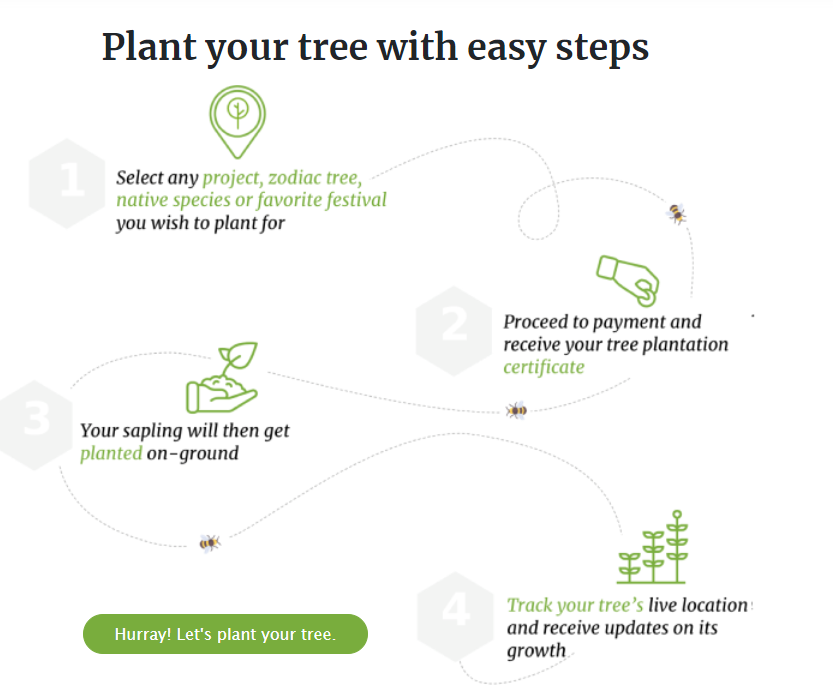 Plant your tree with easy steps
1
Select any project, zodiac tree,
native species or favorite festival
you wish to plant for
2
Proceed to payment and
receive your tree plantation
certificate
3
Your sapling will then get
planted on-ground
4
Track your tree's live location
and receive updates on its
growth
Hurray! Let's plant your tree.